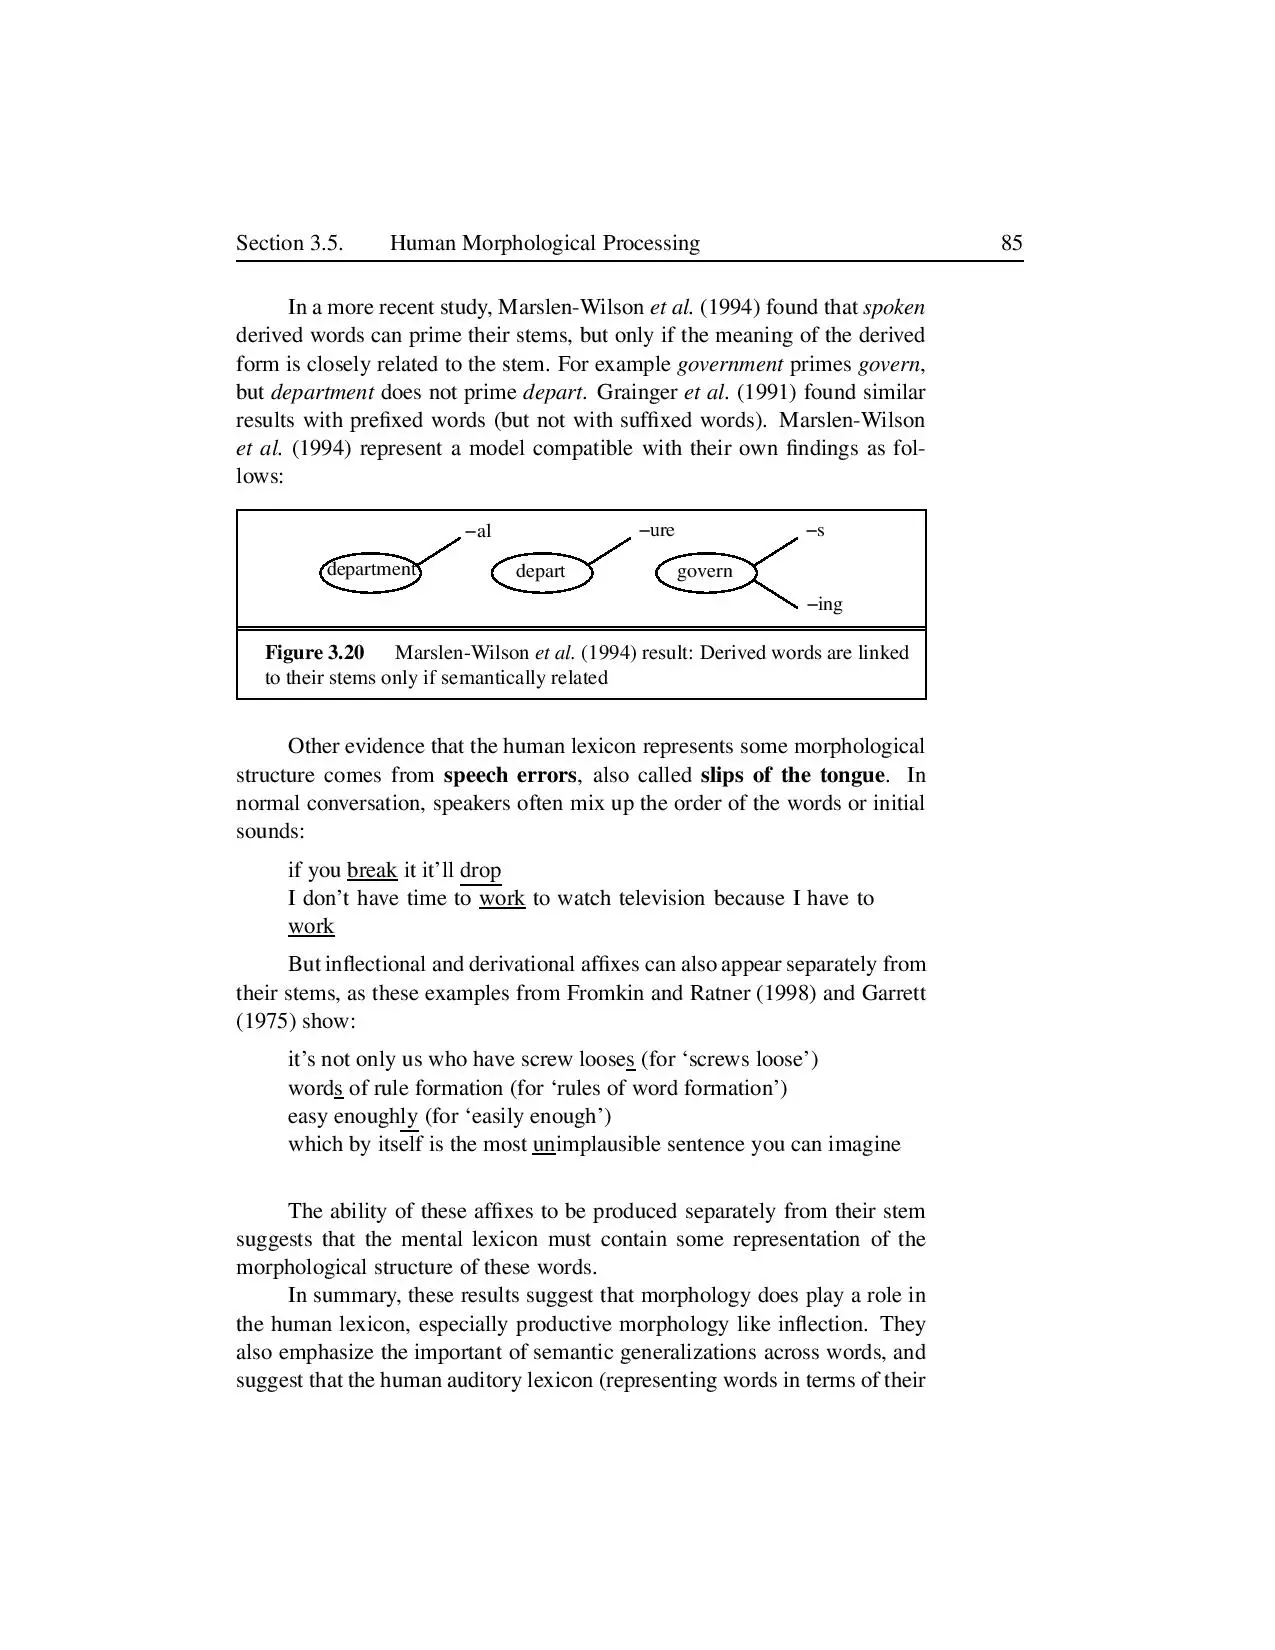 Section 3.5. Human Morphological Processing 85
In a more recent study, Marslen-Wilson et al. (1994) found that spoken
derived words can prime their stems, but only if the meaning of the derived
form is closely related to the stem. For example government primes govern,
but department does not prime depart. Grainger et al. (1991) found similar
results with prefixed words (but not with suffixed words). Marslen-Wilson
et al. (1994) represent a model compatible with their own findings as fol-
lows:
−al −ure −s
department depart govern
−ing
Figure 3.20 Marslen-Wilson et al. (1994) result: Derived words are linked
to their stems only if semantically related
Other evidence that the human lexicon represents some morphological
structure comes from speech errors, also called slips of the tongue. In
normal conversation, speakers often mix up the order of the words or initial
sounds:
if you break it it’ll drop
I don’t have time to work to watch television because I have to
work
But inflectional and derivational affixes can also appear separately from
their stems, as these examples from Fromkin and Ratner (1998) and Garrett
(1975) show:
it’s not only us who have screw looses (for ‘screws loose’)
words of rule formation (for ‘rules of word formation’)
easy enoughly (for ‘easily enough’)
which by itself is the most unimplausible sentence you can imagine
The ability of these affixes to be produced separately from their stem
suggests that the mental lexicon must contain some representation of the
morphological structure of these words.
In summary, these results suggest that morphology does play a role in
the human lexicon, especially productive morphology like inflection. They
also emphasize the important of semantic generalizations across words, and
suggest that the human auditory lexicon (representing words in terms of their